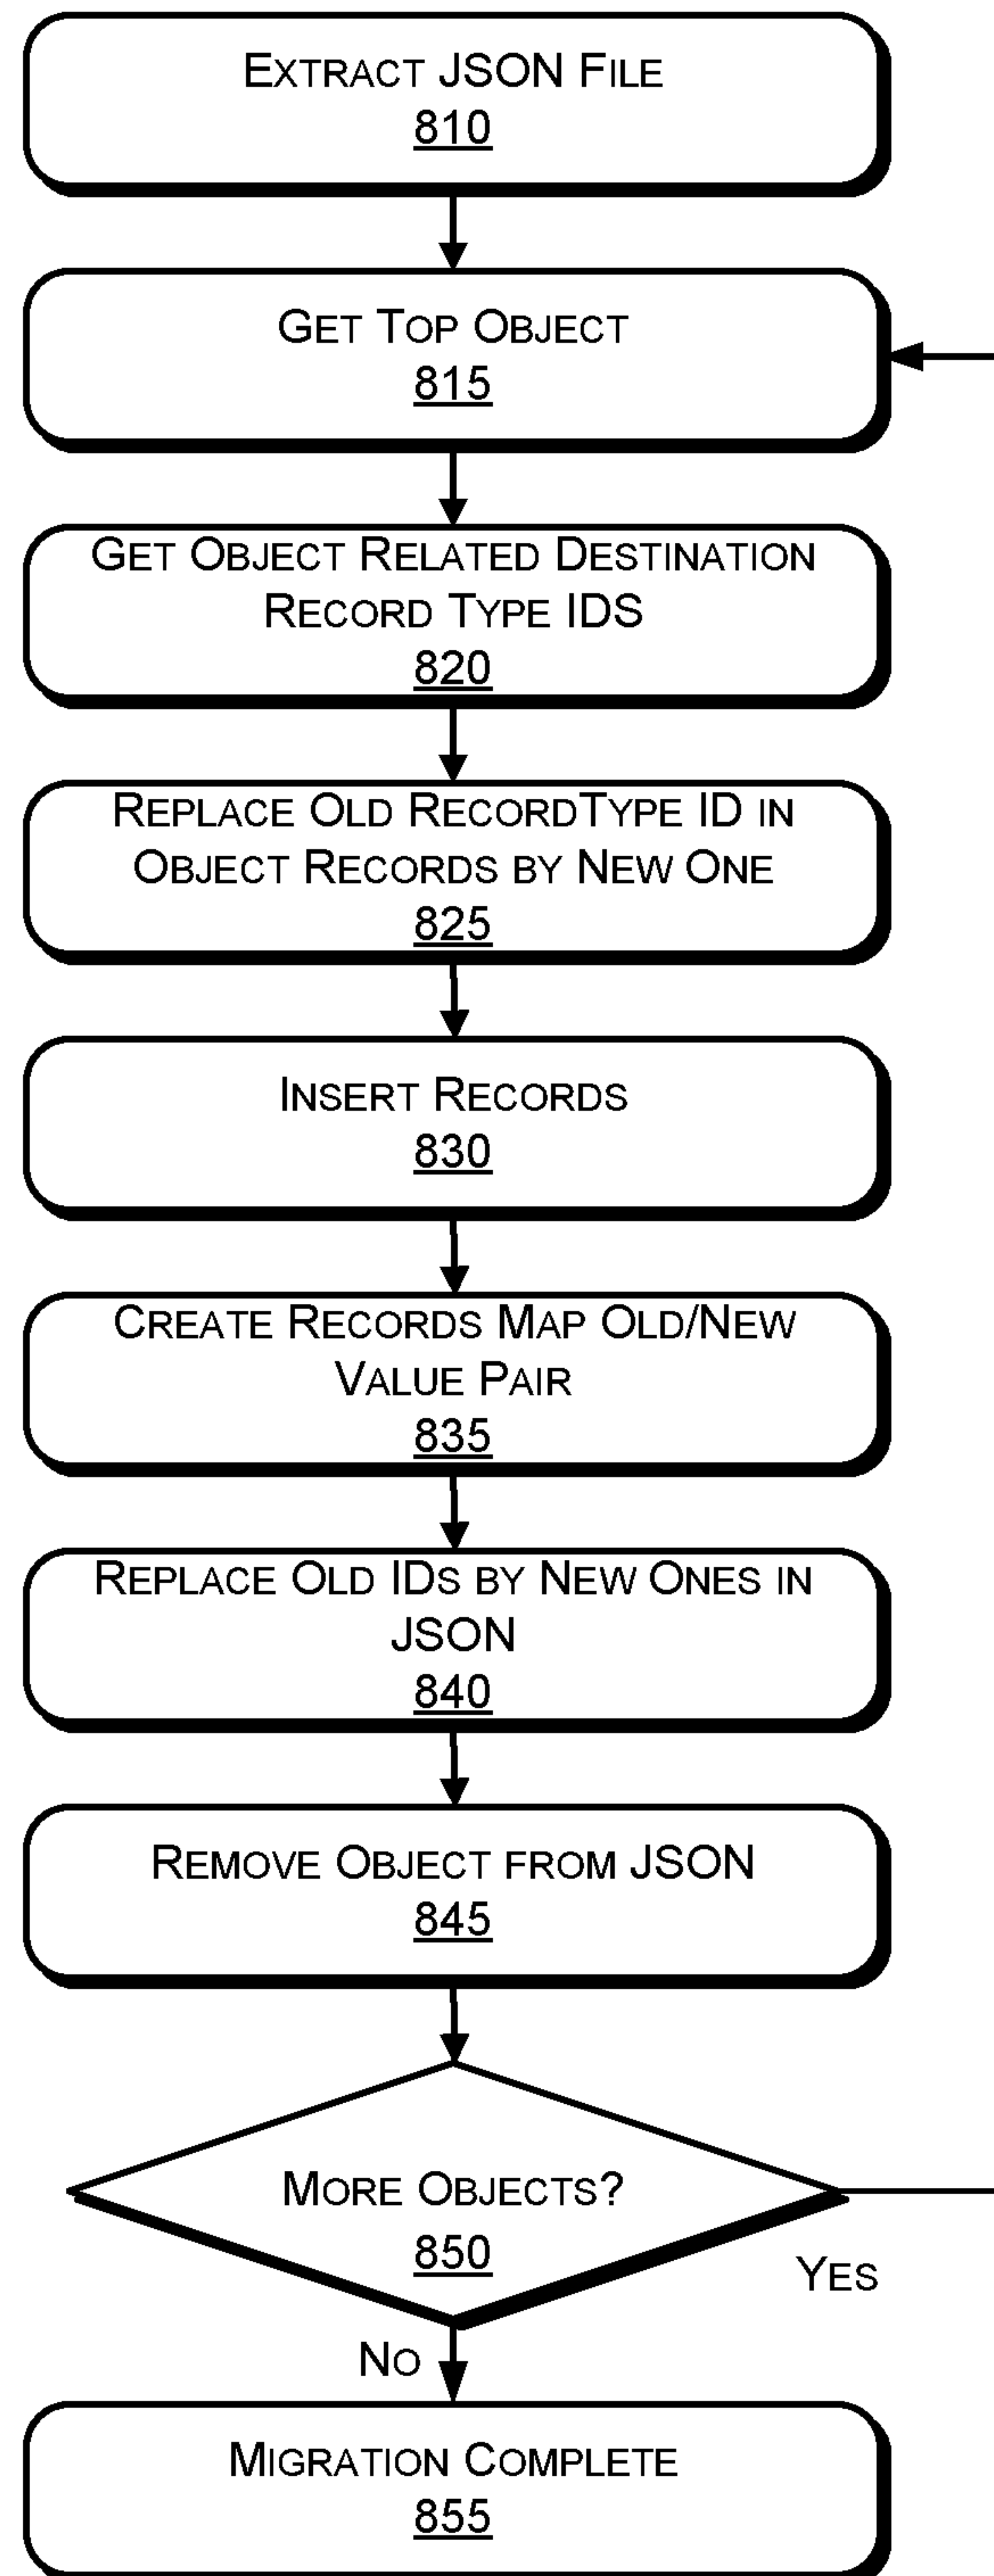 EXTRACT JSON FILE
810
GET TOP OBJECT
815
GET OBJECT RELATED DESTINATION
RECORD TYPE IDS
820
REPLACE OLD RECORDTYPE ID IN
OBJECT RECORDS BY NEW ONE
825
INSERT RECORDS
830
CREATE RECORDS MAP OLD/NEW
VALUE PAIR
835
REPLACE OLD IDS BY NEW ONES IN
JSON
840
REMOVE OBJECT FROM JSON
845
MORE OBJECTS?
850
YES
NO
MIGRATION COMPLETE
855